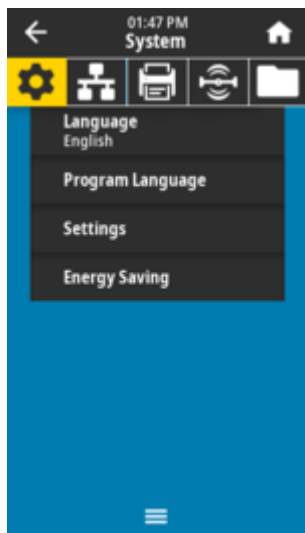 01:47 PM
System
Language
English
Program Language
Settings
Energy Saving